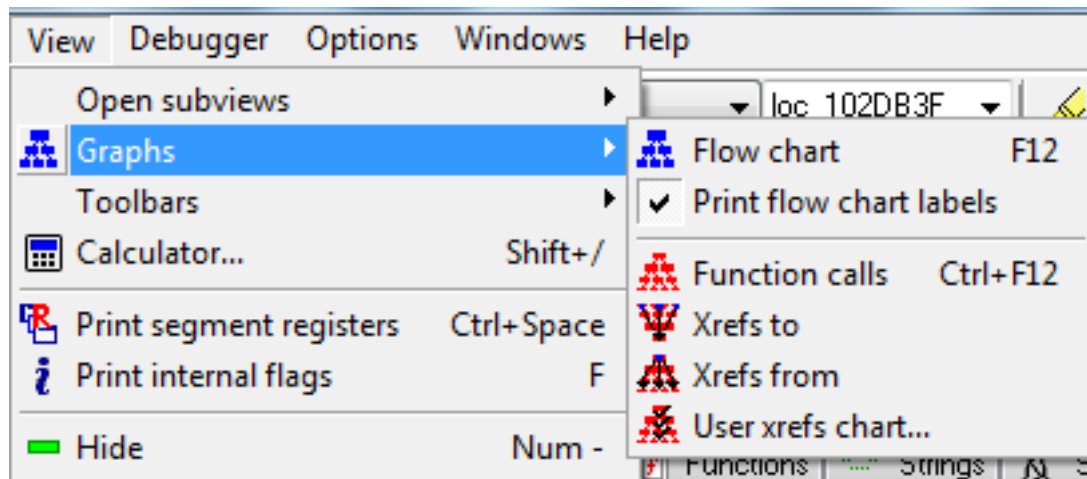 View Debugger Options Windows Help
Open subviews
loc_102DB3F
Graphs
Flow chart F12
Toolbars
Print flow chart labels
Calculator... Shift+/
Function calls Ctrl+F12
Print segment registers Ctrl+Space
Xrefs to
Print internal flags F
Xrefs from
User xrefs chart...
Hide Num -
Functions Strings